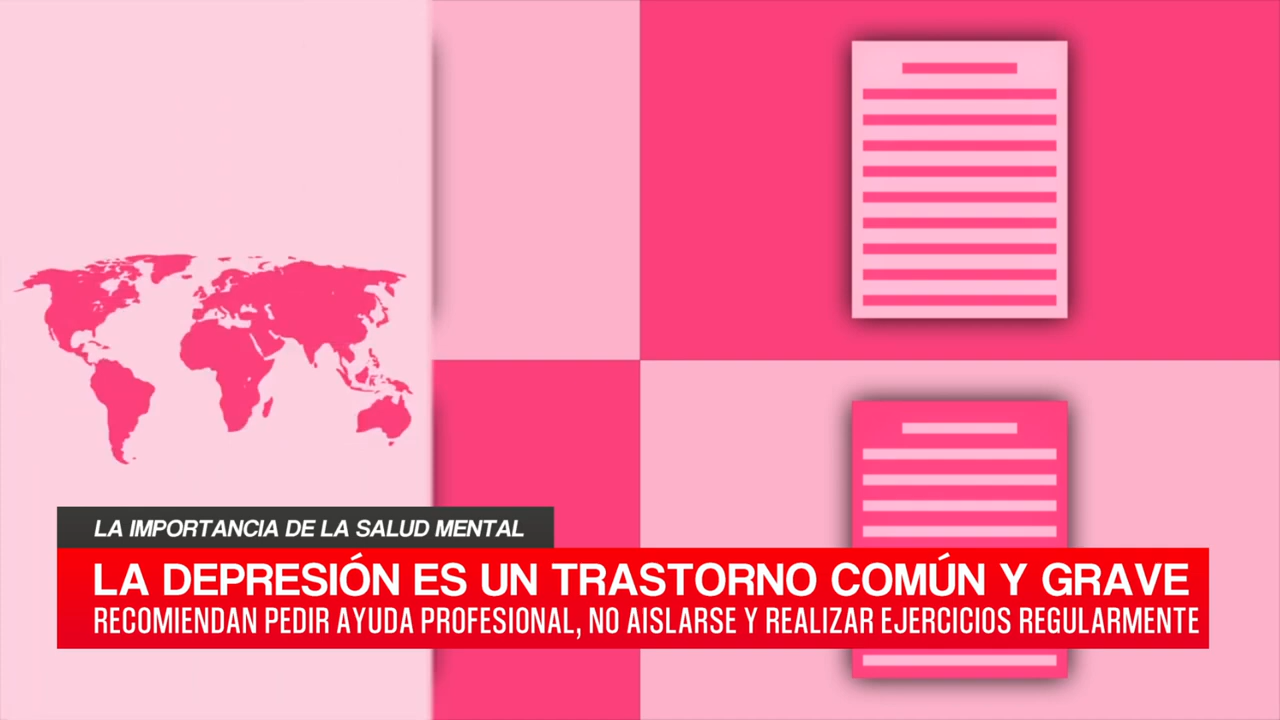 LA IMPORTANCIA DE LA SALUD MENTAL
LA DEPRESIÓN ES UN TRASTORNO COMÚN Y GRAVE
RECOMIENDAN PEDIR AYUDA PROFESIONAL, NO AISLARSE Y REALIZAR EJERCICIOS REGULARMENTE